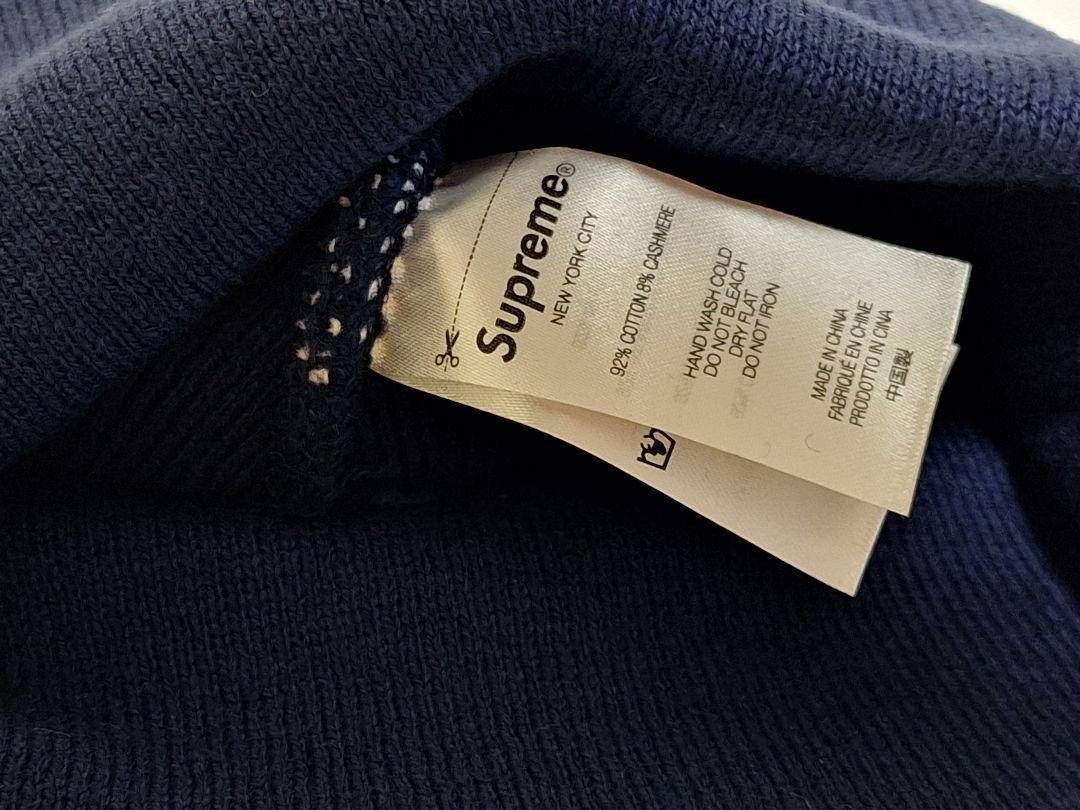 Supreme®
NEW YORK CITY
92% COTTON 8% CASHMERE
HAND WASH COLD
DO NOT BLEACH
DRY FLAT
DO NOT IRON
MADE IN CHINA
FABRIQUÉ EN CHINE
PRODOTTO IN CINA
中国製